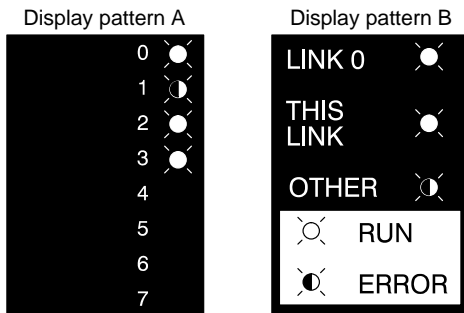 Display pattern A
0
1
2
3
4
5
6
7
Display pattern B
LINK 0
THIS
LINK
OTHER
RUN
ERROR